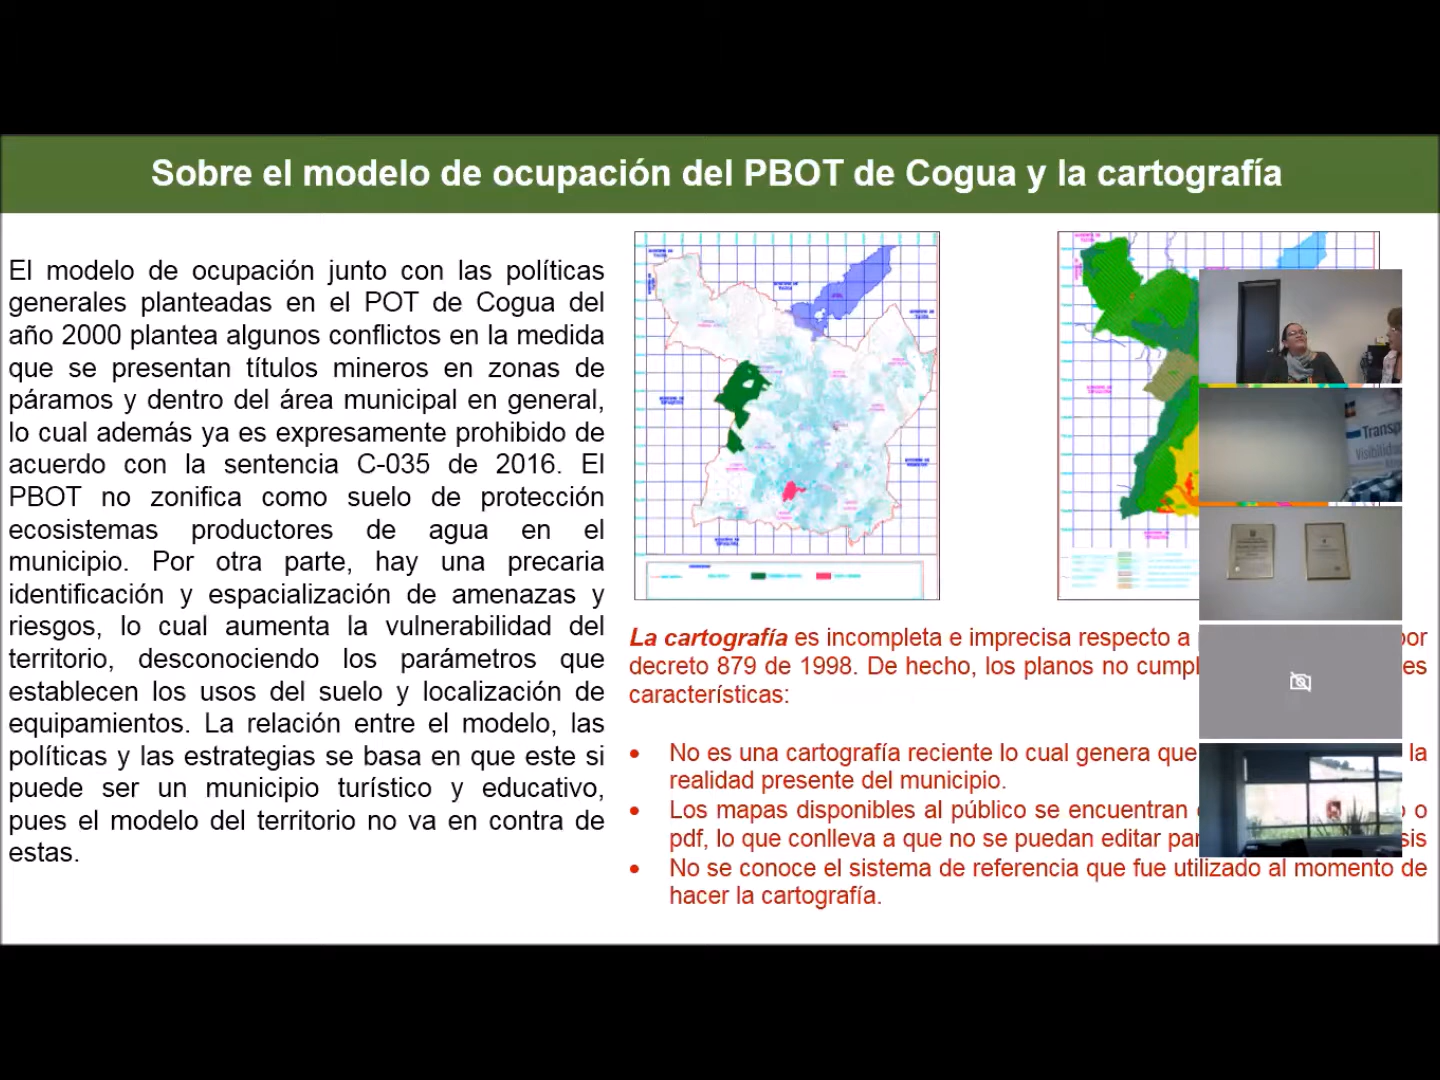 Sobre el modelo de ocupación del PBOT de Cogua y la cartografía
El modelo de ocupación junto con las políticas
generales planteadas en el POT de Cogua del
año 2000 plantea algunos conflictos en la medida
que se presentan títulos mineros en zonas de
páramos y dentro del área municipal en general,
lo cual además ya es expresamente prohibido de
acuerdo con la sentencia C-035 de 2016. El
PBOT no zonifica como suelo de protección
ecosistemas productores de agua en el
municipio. Por otra parte, hay una precaria
identificación y espacialización de amenazas y
riesgos, lo cual aumenta la vulnerabilidad del
territorio, desconociendo los parámetros que
establecen los usos del suelo y localización de
equipamientos. La relación entre el modelo, las
políticas y las estrategias se basa en que este si
puede ser un municipio turístico y educativo,
pues el modelo del territorio no va en contra de
estas.
La cartografía es incompleta e imprecisa respecto a por
decreto 879 de 1998. De hecho, los planos no
características:
• No es una cartografía reciente lo cual genera que la
realidad presente del municipio.
• Los mapas disponibles al público se encuentran o
pdf, lo que conlleva a que no se puedan editar
• No se conoce el sistema de referencia que fue utilizado al momento de
hacer la cartografía.